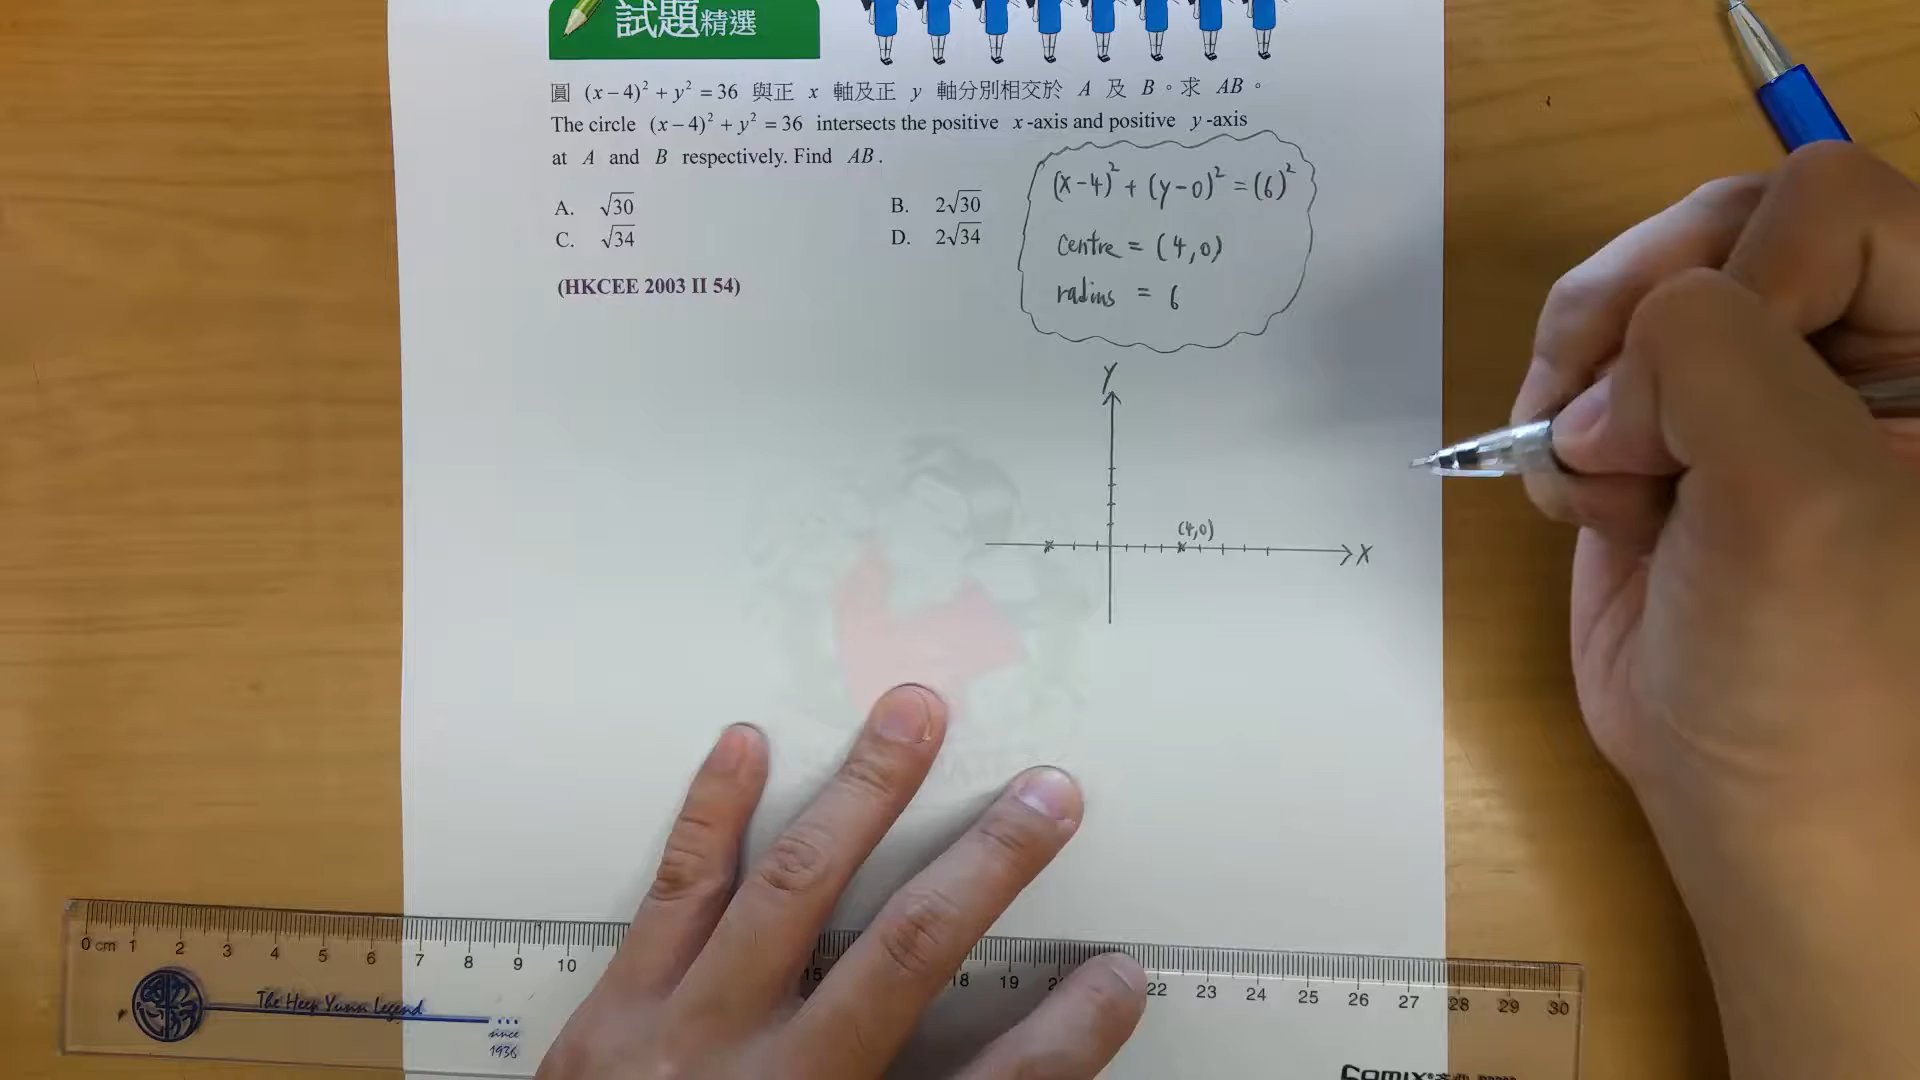 試題精選
圓 (x−4)² + y² = 36 與正 x 軸及正 y 軸分別相交於 A 及 B。求 AB。
The circle (x−4)² + y² = 36 intersects the positive x-axis and positive y-axis
at A and B respectively. Find AB.
A. √30 B. 2√30
C. √34 D. 2√34
(HKCEE 2003 II 54)
(x−4)² + (y−0)² = (6)²
Centre = (4,0)
radius = 6
y
(4,0)
x
0 cm 1 2 3 4 5 6 7 8 9 10 15 18 19 22 23 24 25 26 27 28 29 30
The Heep Yunn Legend ...
since
1936
Comix